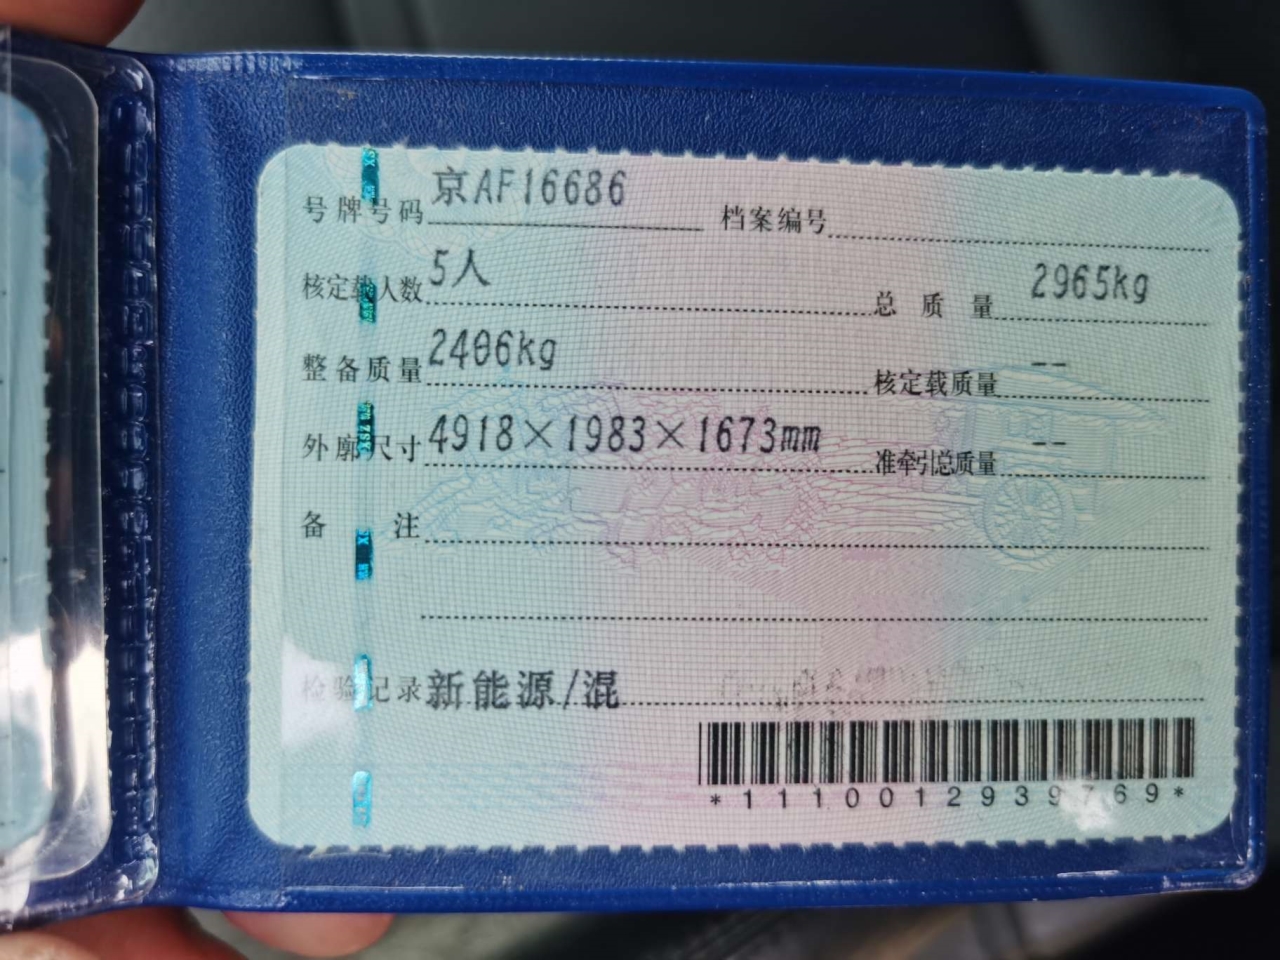 号牌号码 京AF16686 档案编号
核定载人数 5人 总质量 2965kg
整备质量 2406kg 核定载质量 --
外廓尺寸 4918×1983×1673mm 准牵引总质量 --
备注
检验记录 新能源/混
*1110012939769*